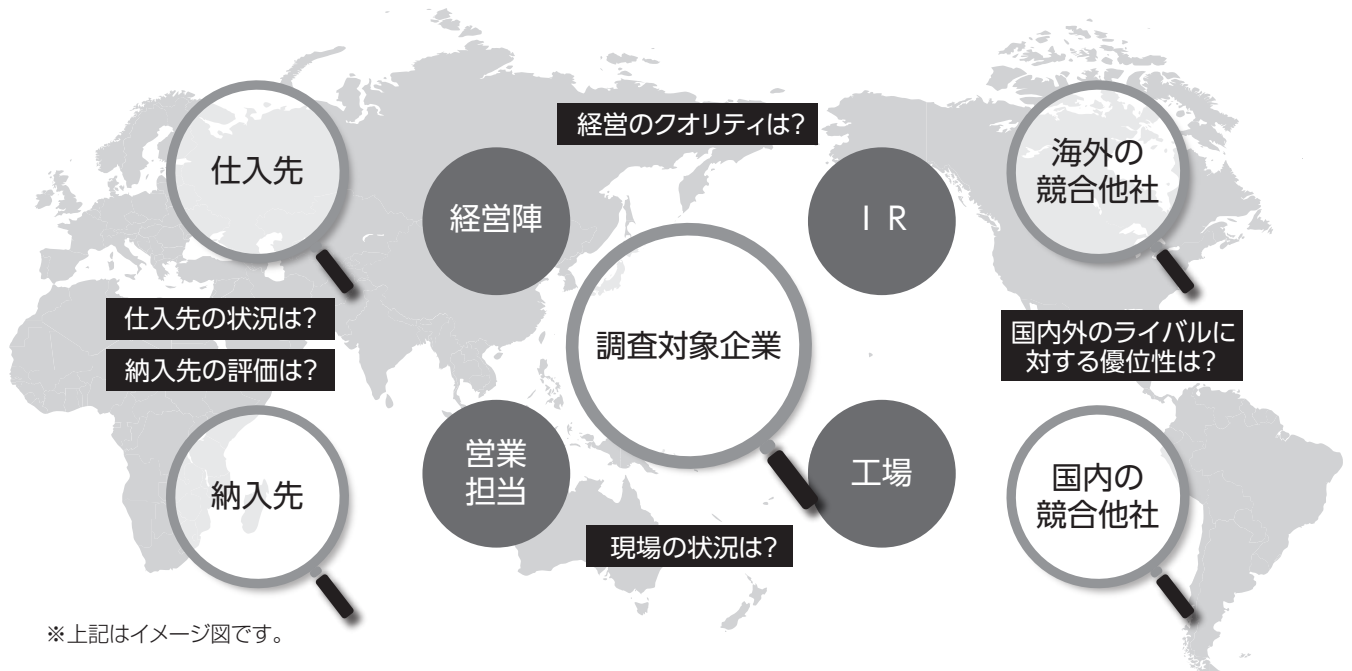 経営のクオリティは?
仕入先
海外の
競合他社
経営陣
I R
仕入先の状況は?
納入先の評価は?
調査対象企業
国内外のライバルに
対する優位性は?
営業
担当
工場
納入先
国内の
競合他社
現場の状況は?
※上記はイメージ図です。